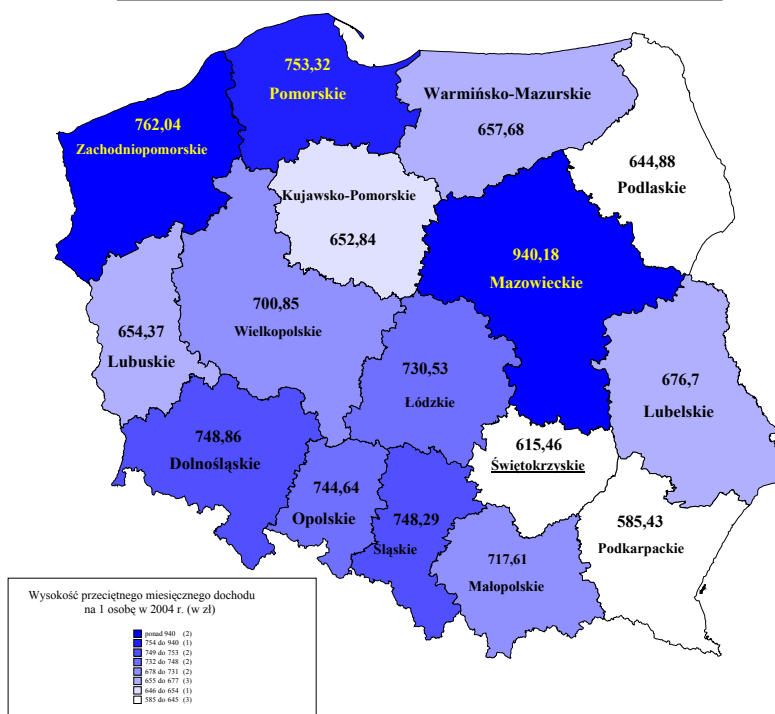 753,32
Pomorskie
Warmińsko-Mazurskie
657,68
762,04
Zachodniopomorskie
644,88
Podlaskie
Kujawsko-Pomorskie
652,84
940,18
Mazowieckie
700,85
Wielkopolskie
654,37
Lubuskie
730,53
Łódzkie
676,7
Lubelskie
748,86
Dolnośląskie
615,46
Świętokrzyskie
744,64
Opolskie
748,29
Śląskie
585,43
Podkarpackie
717,61
Małopolskie
Wysokość przeciętnego miesięcznego dochodu
na 1 osobę w 2004 r. (w zł)
ponad 940 (2)
754 do 940 (1)
749 do 753 (2)
732 do 748 (2)
678 do 731 (2)
655 do 677 (3)
646 do 654 (1)
585 do 645 (3)